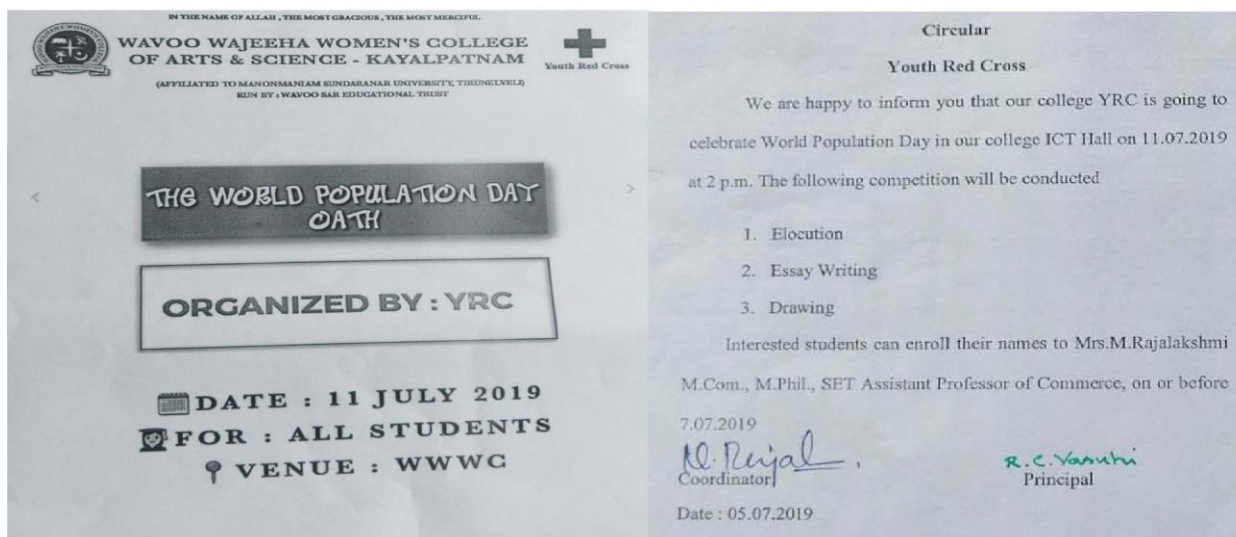 IN THE NAME OF ALLAH , THE MOST GRACIOUS , THE MOST MERCIFUL
WAVOO WAJEEHA WOMEN'S COLLEGE
OF ARTS & SCIENCE - KAYALPATNAM
Youth Red Cross
(AFFILIATED TO MANONMANIAM SUNDARANAR UNIVERSITY, TIRUNELVELI)
RUN BY : WAVOO SAR EDUCATIONAL TRUST
THE WORLD POPULATION DAY
OATH
ORGANIZED BY : YRC
DATE : 11 JULY 2019
FOR : ALL STUDENTS
VENUE : WWWC
Circular
Youth Red Cross
We are happy to inform you that our college YRC is going to
celebrate World Population Day in our college ICT Hall on 11.07.2019
at 2 p.m. The following competition will be conducted
1. Elocution
2. Essay Writing
3. Drawing
Interested students can enroll their names to Mrs.M.Rajalakshmi
M.Com., M.Phil., SET Assistant Professor of Commerce, on or before
7.07.2019
Coordinator
R. C. Vasuki
Principal
Date : 05.07.2019